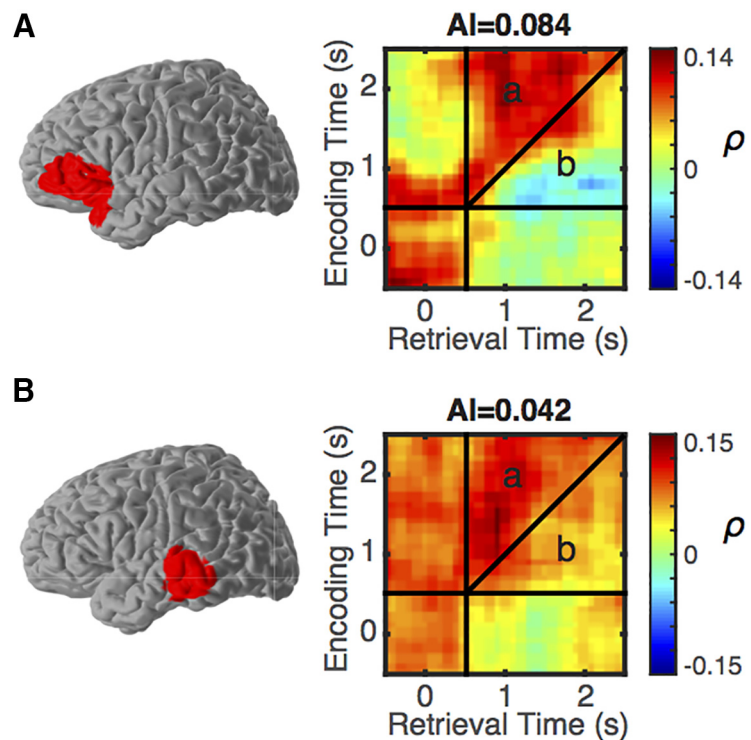 A
AI=0.084
Encoding Time (s)
2
1
0
a
b
0 1 2
Retrieval Time (s)
0.14
0
-0.14
ρ
B
AI=0.042
Encoding Time (s)
2
1
0
a
b
0 1 2
Retrieval Time (s)
0.15
0
-0.15
ρ